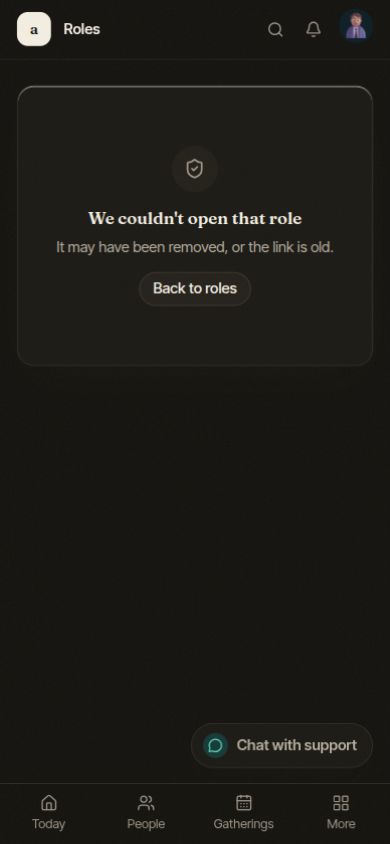 a Roles
We couldn't open that role
It may have been removed, or the link is old.
Back to roles
Chat with support
Today People Gatherings More